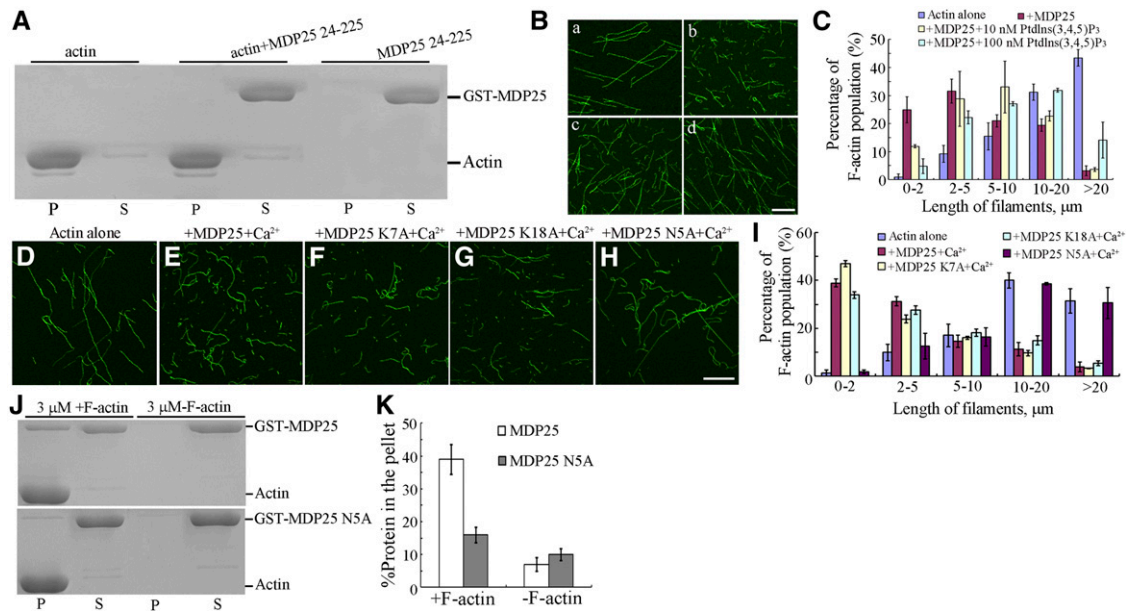 A
actin
actin+MDP25 24-225
MDP25 24-225
GST-MDP25
Actin
P S P S P S
B
a
b
c
d
C
Actin alone
+MDP25
+MDP25+10 nM PtdIns(3,4,5)P3
+MDP25+100 nM PtdIns(3,4,5)P3
Percentage of
F-actin population (%)
50
40
30
20
10
0
0-2 2-5 5-10 10-20 >20
Length of filaments, μm
D
Actin alone
E
+MDP25+Ca2+
F
+MDP25 K7A+Ca2+
G
+MDP25 K18A+Ca2+
H
+MDP25 N5A+Ca2+
I
Actin alone
+MDP25+Ca2+
+MDP25 K7A+Ca2+
+MDP25 K18A+Ca2+
+MDP25 N5A+Ca2+
Percentage of
F-actin population (%)
60
40
20
0
0-2 2-5 5-10 10-20 >20
Length of filaments, μm
J
3 μM +F-actin
3 μM-F-actin
GST-MDP25
Actin
GST-MDP25 N5A
Actin
P S P S
K
MDP25
MDP25 N5A
%Protein in the pellet
50
40
30
20
10
0
+F-actin -F-actin